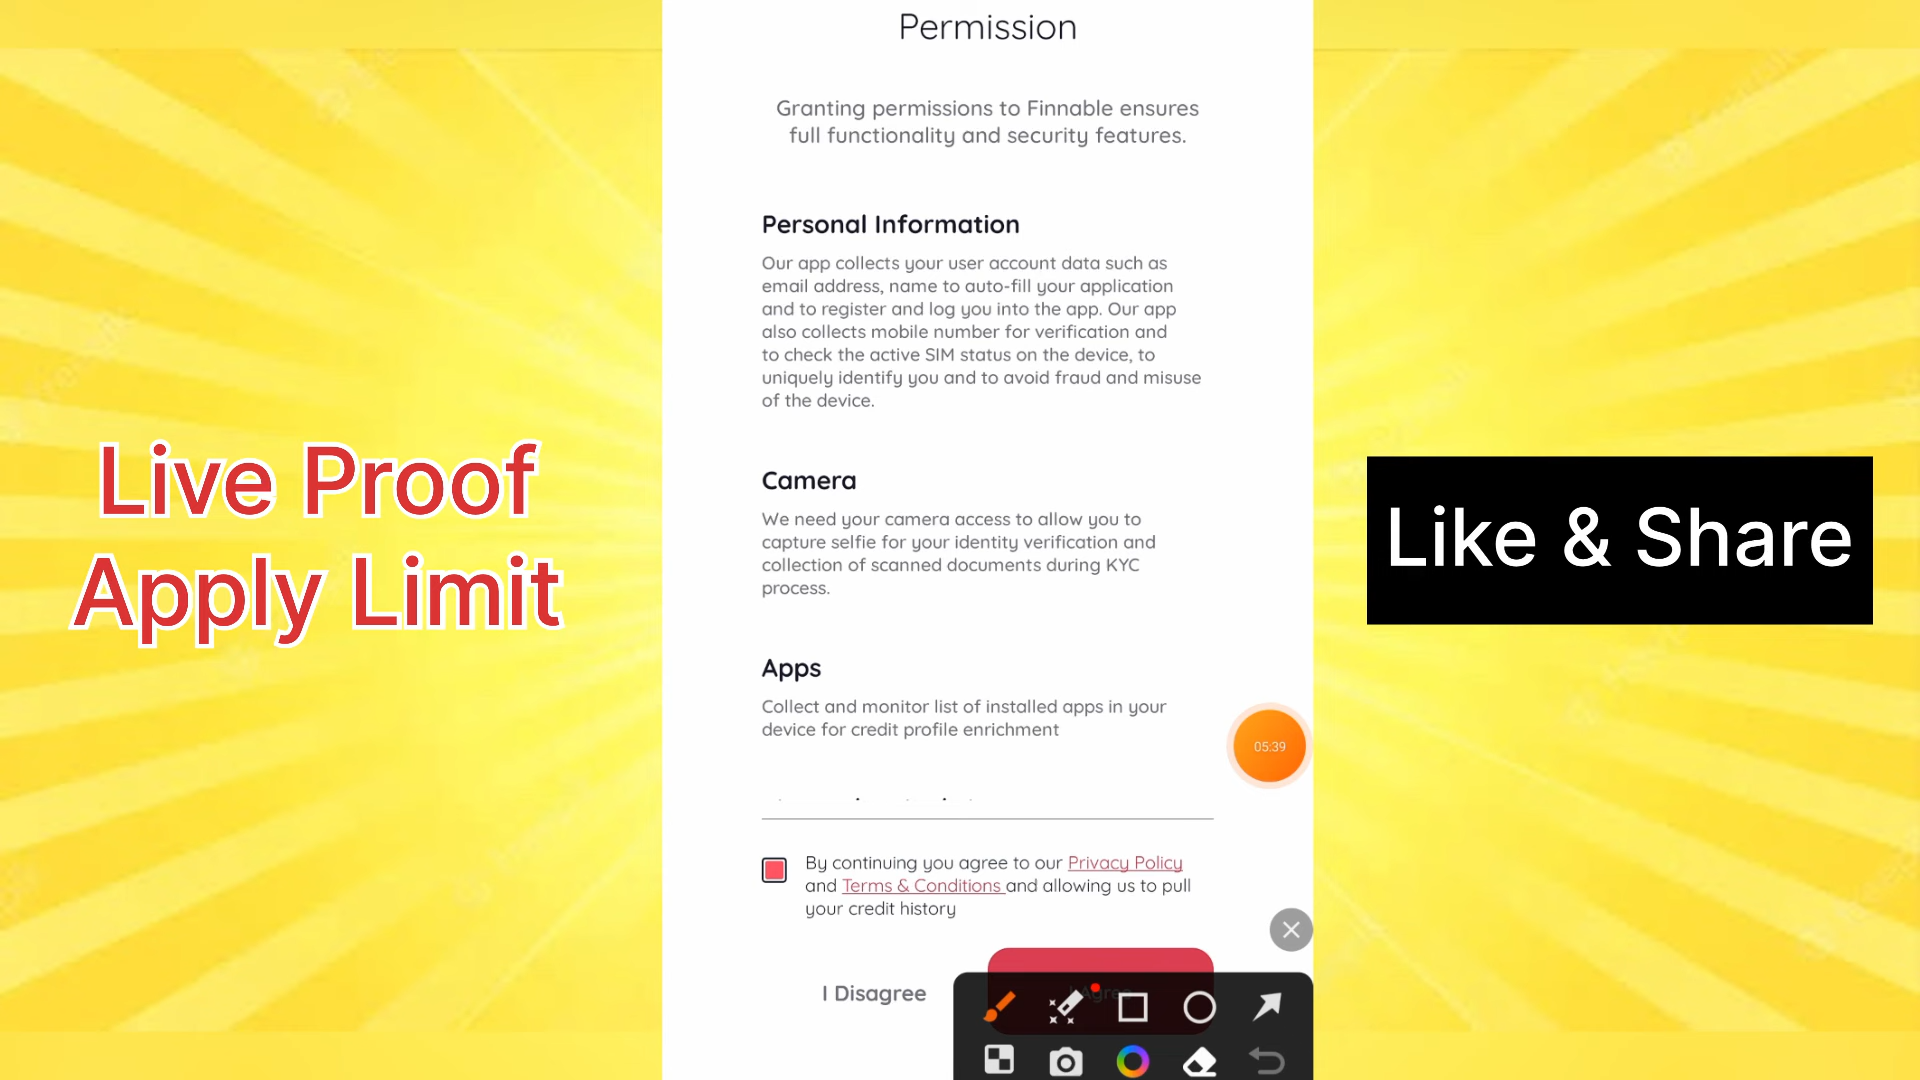 Permission
Granting permissions to Finnable ensures
full functionality and security features.
Personal Information
Our app collects your user account data such as
email address, name to auto-fill your application
and to register and log you into the app. Our app
also collects mobile number for verification and
to check the active SIM status on the device, to
uniquely identify you and to avoid fraud and misuse
of the device.
Camera
We need your camera access to allow you to
capture selfie for your identity verification and
collection of scanned documents during KYC
process.
Apps
Collect and monitor list of installed apps in your
device for credit profile enrichment
By continuing you agree to our Privacy Policy
and Terms & Conditions and allowing us to pull
your credit history
I Disagree
I Agree
05:39
Live Proof
Apply Limit
Like & Share